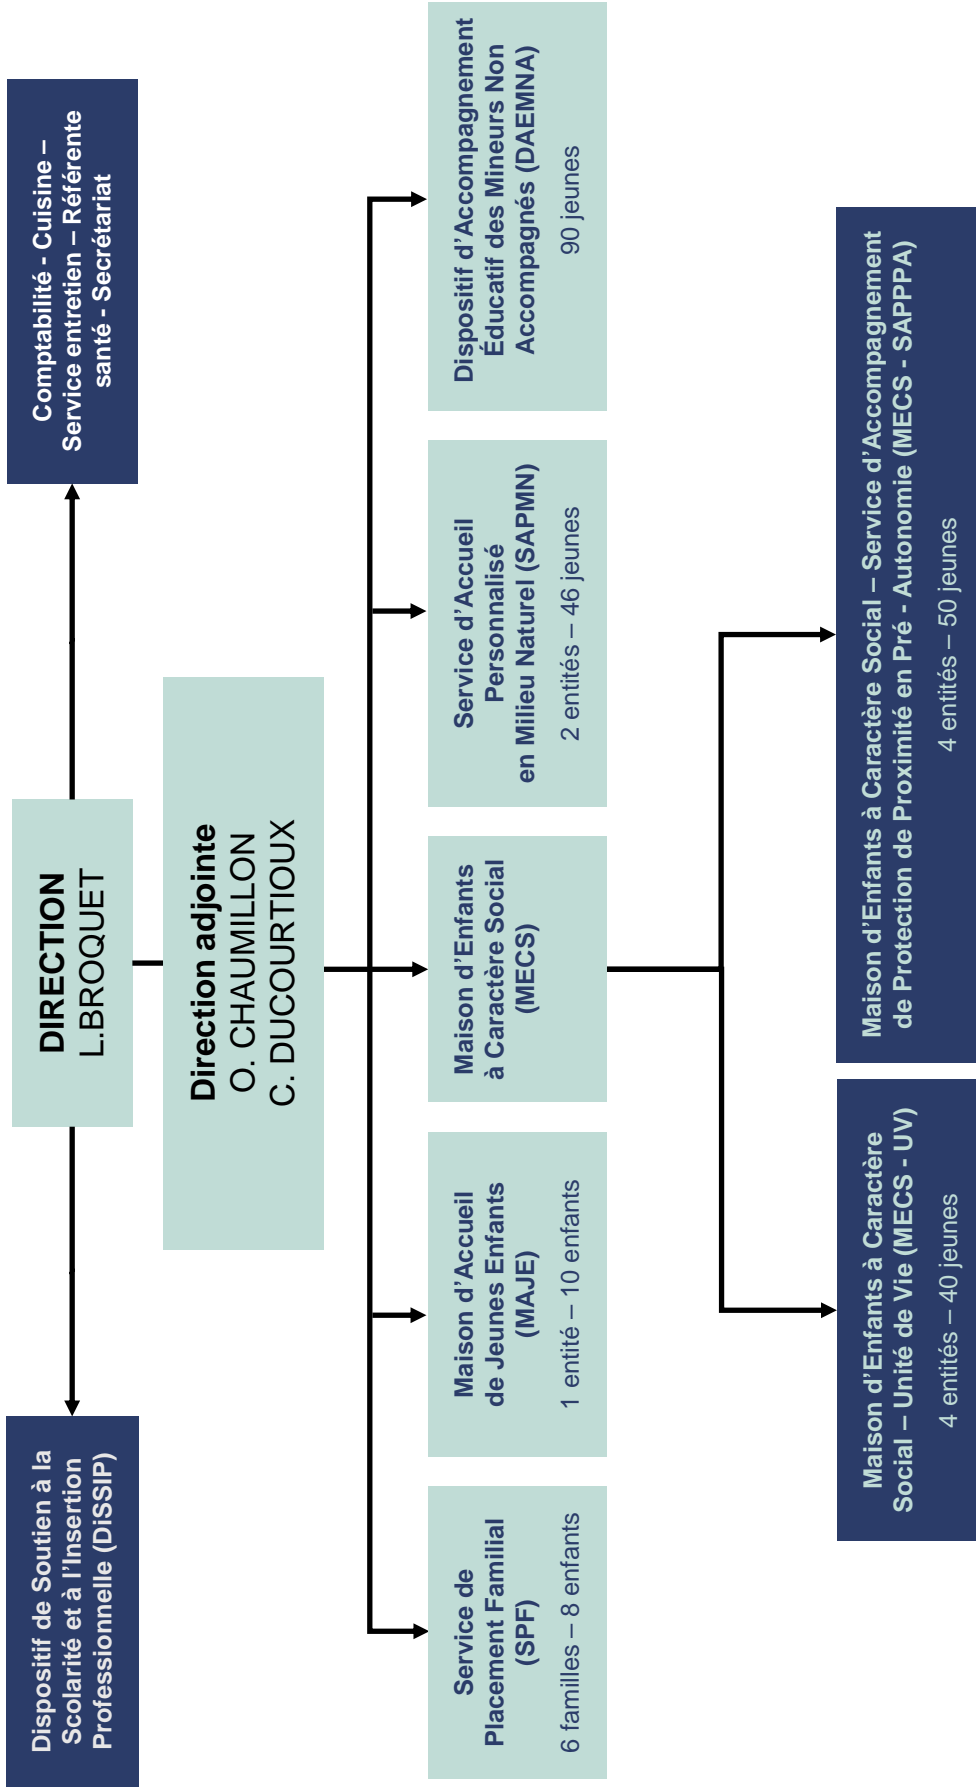 Dispositif de Soutien à la
Scolarité et à l'Insertion
Professionnelle (DiSSIP)
DIRECTION
L.BROQUET
Comptabilité - Cuisine –
Service entretien – Référente
santé - Secrétariat
Direction adjointe
O. CHAUMILLON
C. DUCOURTIOUX
Service de
Placement Familial
(SPF)
6 familles – 8 enfants
Maison d'Accueil
de Jeunes Enfants
(MAJE)
1 entité – 10 enfants
Maison d'Enfants
à Caractère Social
(MECS)
Service d'Accueil
Personnalisé
en Milieu Naturel (SAPMN)
2 entités – 46 jeunes
Dispositif d'Accompagnement
Éducatif des Mineurs Non
Accompagnés (DAEMNA)
90 jeunes
Maison d'Enfants à Caractère
Social – Unité de Vie (MECS - UV)
4 entités – 40 jeunes
Maison d'Enfants à Caractère Social – Service d'Accompagnement
de Protection de Proximité en Pré - Autonomie (MECS - SAPPPA)
4 entités – 50 jeunes